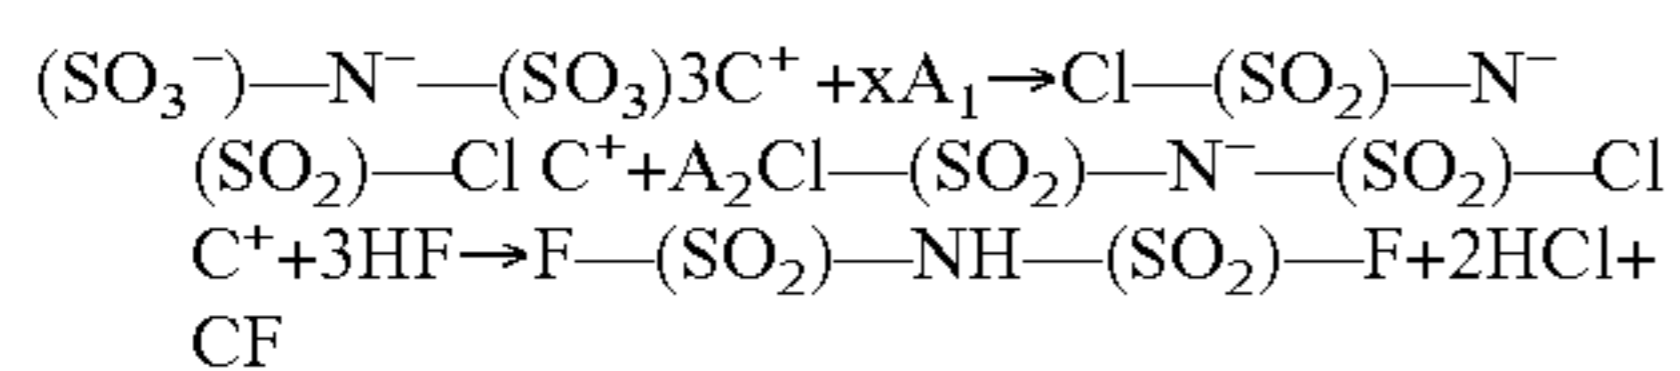 (SO₃⁻)—N⁻—(SO₃)3C⁺ +xA₁→Cl—(SO₂)—N⁻
(SO₂)—Cl C⁺+A₂Cl—(SO₂)—N⁻—(SO₂)—Cl
C⁺+3HF→F—(SO₂)—NH—(SO₂)—F+2HCl+
CF